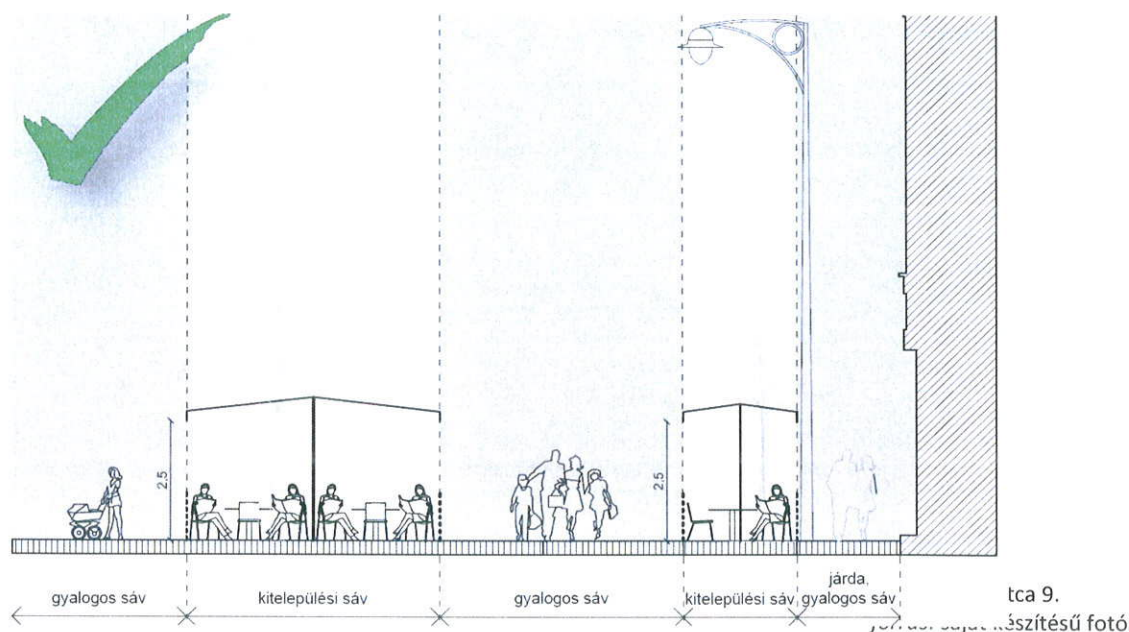 2.5
2.5
gyalogos sáv
kitelepülési sáv
gyalogos sáv
kitelepülési sáv
járda,
gyalogos sáv
tca 9.
saját készítésű fotó